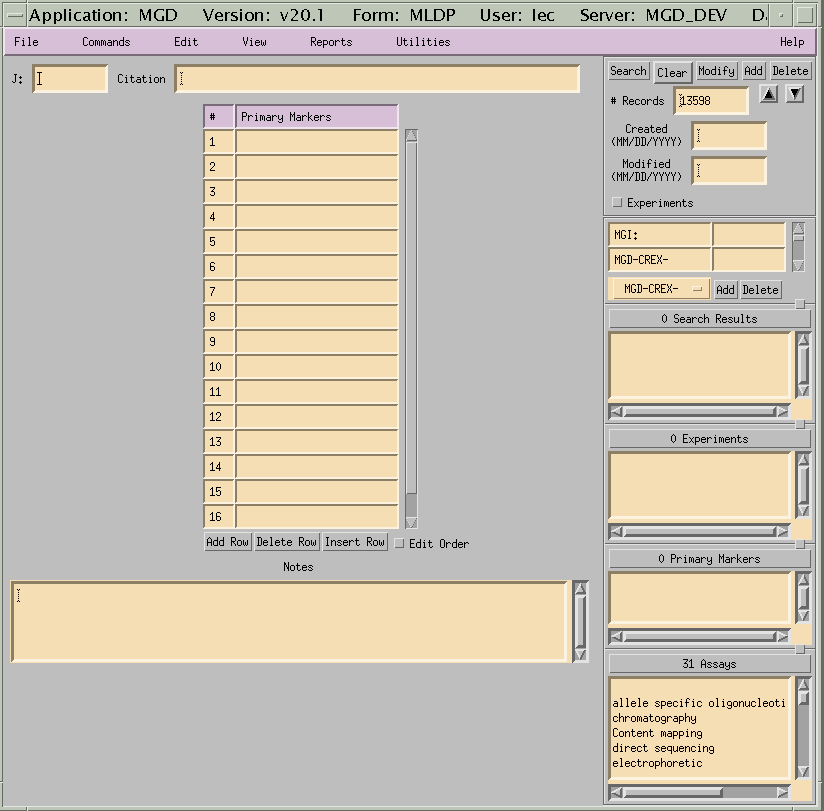 Application: MGD Version: v20.1 Form: MLDP User: lec Server: MGD_DEV
File Commands Edit View Reports Utilities Help
J: Citation
Search Clear Modify Add Delete
# Records 13598
Created
(MM/DD/YYYY)
Modified
(MM/DD/YYYY)
Experiments
MGI:
MGD-CREX-
MGD-CREX- Add Delete
# Primary Markers
1
2
3
4
5
6
7
8
9
10
11
12
13
14
15
16
Add Row Delete Row Insert Row Edit Order
Notes
0 Search Results
0 Experiments
0 Primary Markers
31 Assays
allele specific oligonucleoti
chromatography
Content mapping
direct sequencing
electrophoretic